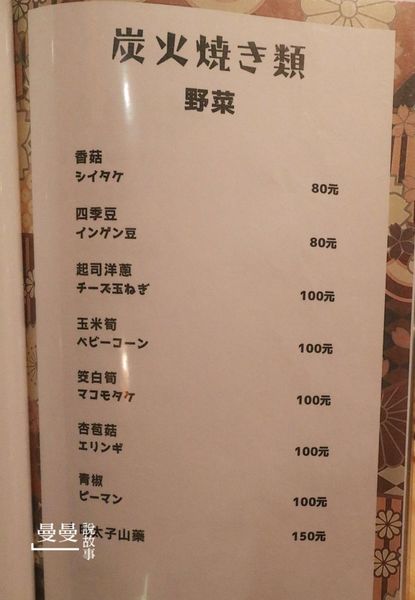 炭火焼き類
野菜
香菇
シイタケ
80元
四季豆
インゲン豆
80元
起司洋蔥
チーズ玉ねぎ
100元
玉米筍
ベビーコーン
100元
筊白筍
マコモタケ
100元
杏苞菇
エリンギ
100元
青椒
ピーマン
100元
太子山藥
150元
曼曼
說故事